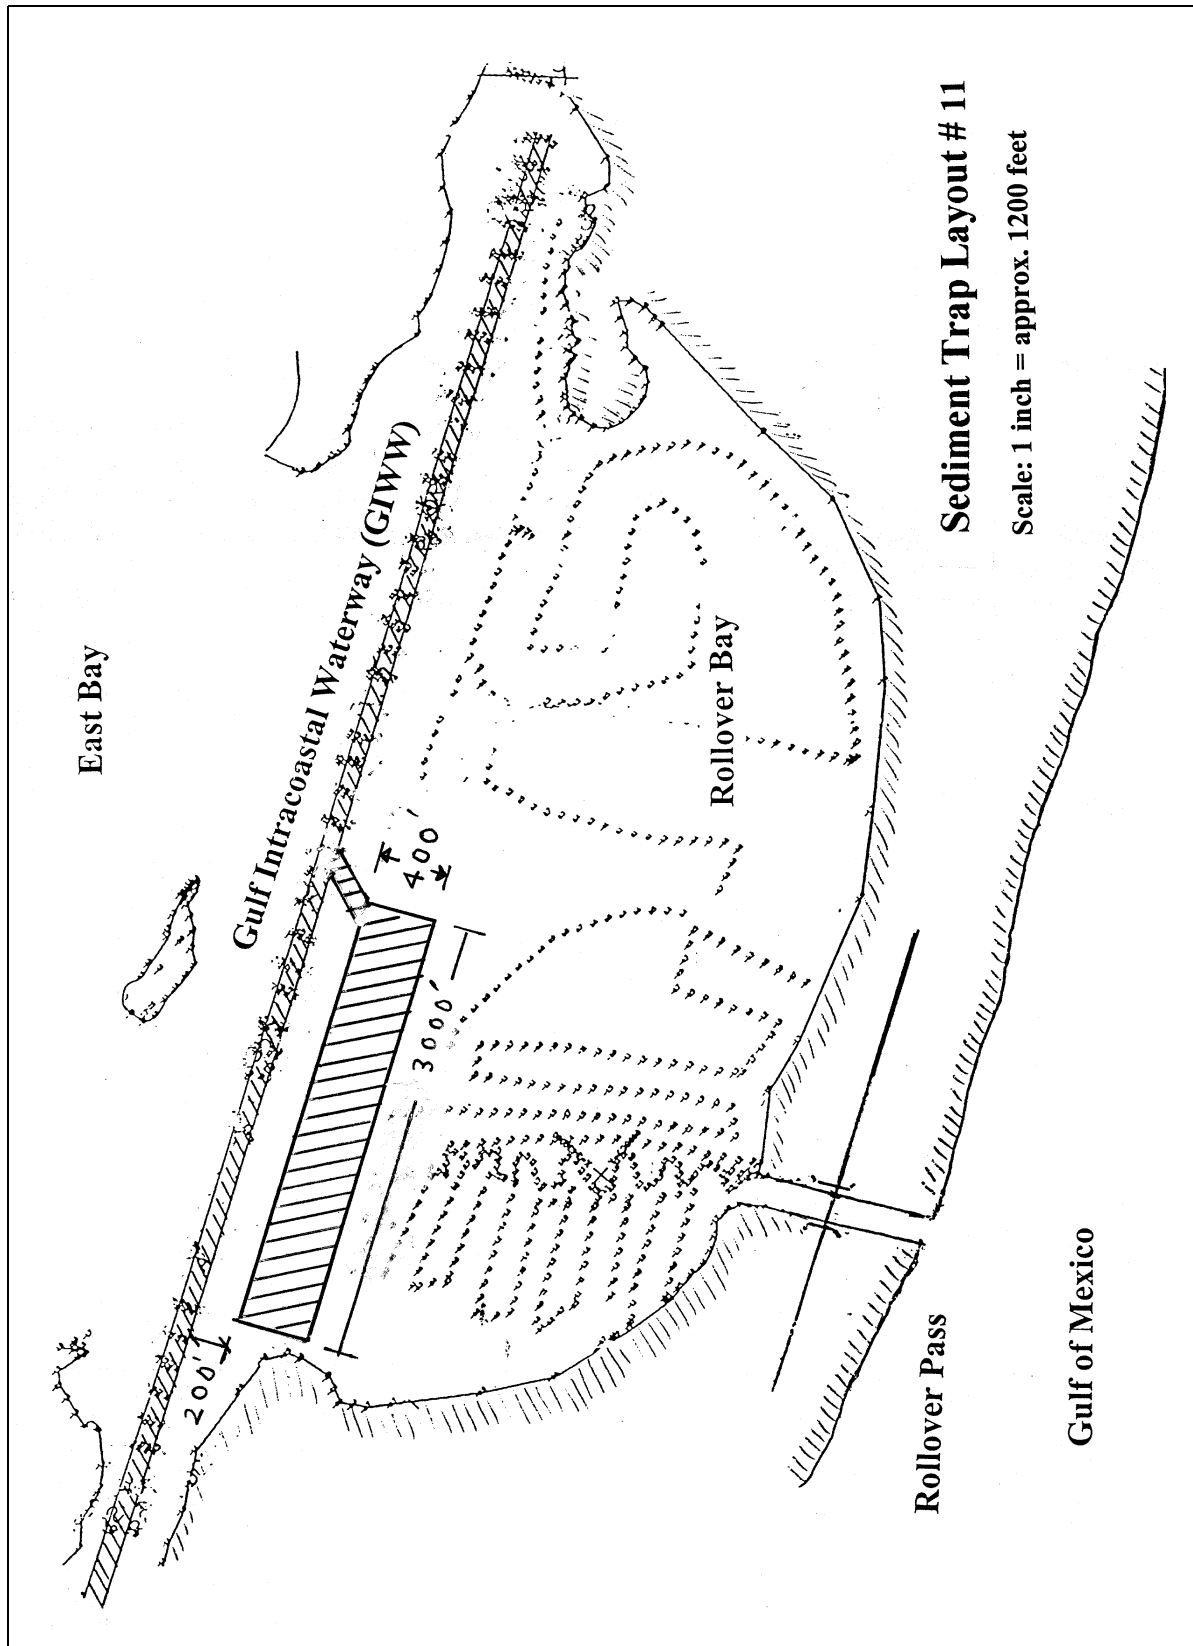 Sediment Trap Layout # 11
Scale: 1 inch = approx. 1200 feet
East Bay
Gulf Intracoastal Waterway (GIWW)
400'
3000'
200'
Rollover Bay
Rollover Pass
Gulf of Mexico